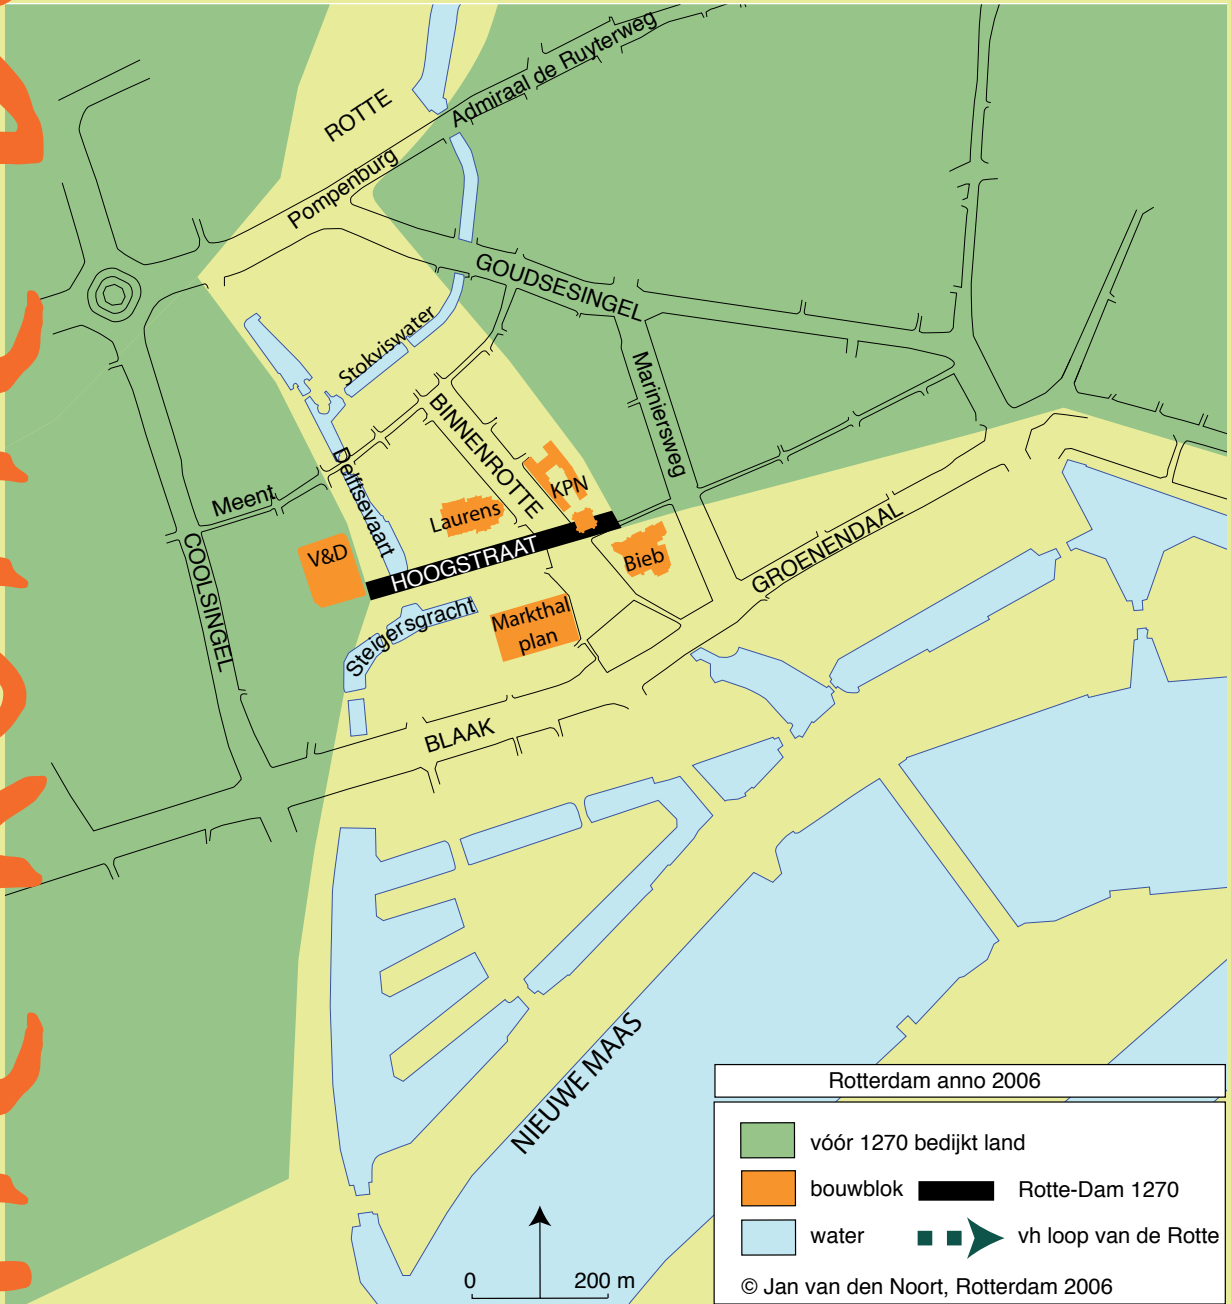 Admiraal de Ruyterweg
ROTTE
Pompenburg
GOUDSESINGEL
Stokviswater
Mariniersweg
BINNENROTTE
Delftsevaart
Meent
KPN
Laurens
V&D
HOOGSTRAAT
Bieb
COOLSINGEL
GROENENDAAL
Steigersgracht
Markthal
plan
BLAAK
NIEUWE MAAS
Rotterdam anno 2006
vóór 1270 bedijkt land
bouwblok
Rotte-Dam 1270
water
vh loop van de Rotte
© Jan van den Noort, Rotterdam 2006
0
200 m